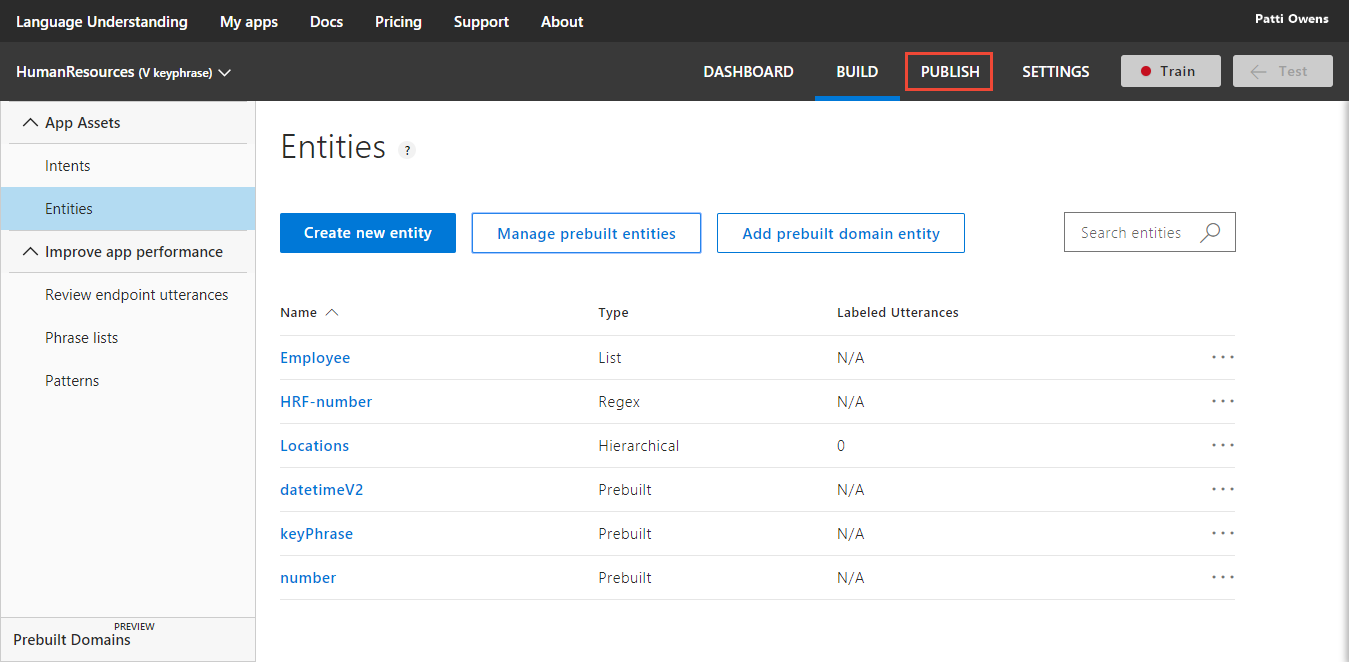 Language Understanding My apps Docs Pricing Support About Patti Owens
HumanResources (V keyphrase) DASHBOARD BUILD PUBLISH SETTINGS Train Test
App Assets
Intents
Entities
Improve app performance
Review endpoint utterances
Phrase lists
Patterns
PREVIEW
Prebuilt Domains
Entities ?
Create new entity Manage prebuilt entities Add prebuilt domain entity Search entities
Name Type Labeled Utterances
Employee List N/A ...
HRF-number Regex N/A ...
Locations Hierarchical 0 ...
datetimeV2 Prebuilt N/A ...
keyPhrase Prebuilt N/A ...
number Prebuilt N/A ...